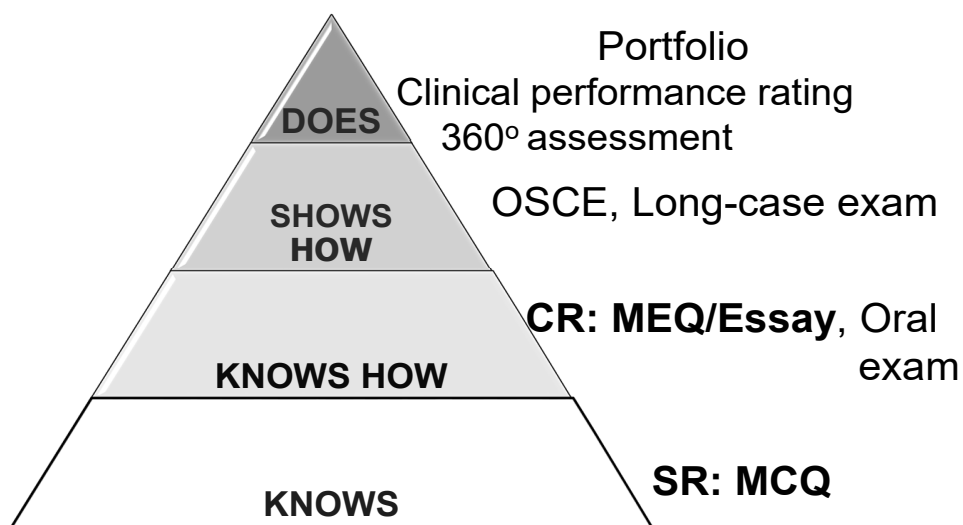 Portfolio
Clinical performance rating
DOES
360º assessment
OSCE, Long-case exam
SHOWS
HOW
CR: MEQ/Essay, Oral
exam
KNOWS HOW
SR: MCQ
KNOWS